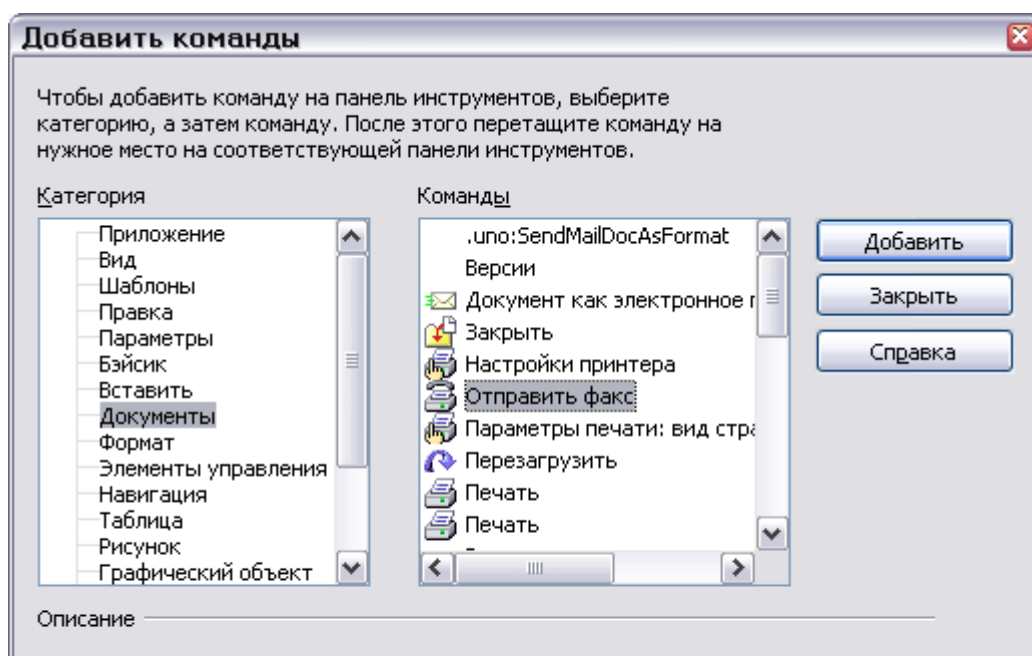 Добавить команды
Чтобы добавить команду на панель инструментов, выберите
категорию, а затем команду. После этого перетащите команду на
нужное место на соответствующей панели инструментов.
Категория
Приложение
Вид
Шаблоны
Правка
Параметры
Бэйсик
Вставить
Документы
Формат
Элементы управления
Навигация
Таблица
Рисунок
Графический объект
Команды
.uno:SendMailDocAsFormat
Версии
Документ как электронное
Закрыть
Настройки принтера
Отправить факс
Параметры печати: вид
Перезагрузить
Печать
Печать
Добавить
Закрыть
Справка
Описание